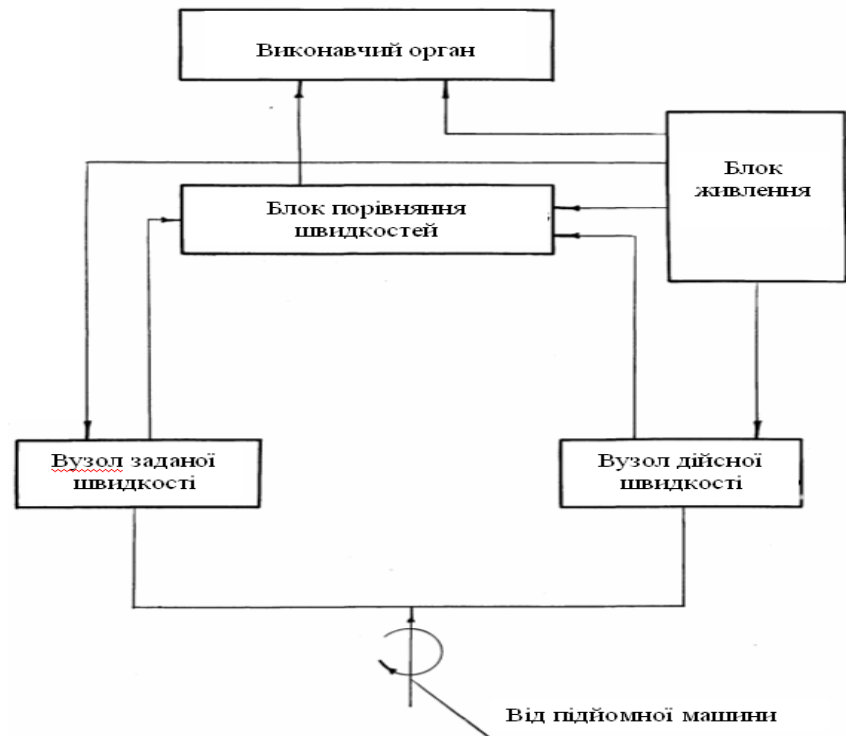 Виконавчий орган
Блок
живлення
Блок порівняння
швидкостей
Вузол заданої
швидкості
Вузол дійсної
швидкості
Від підйомної машини